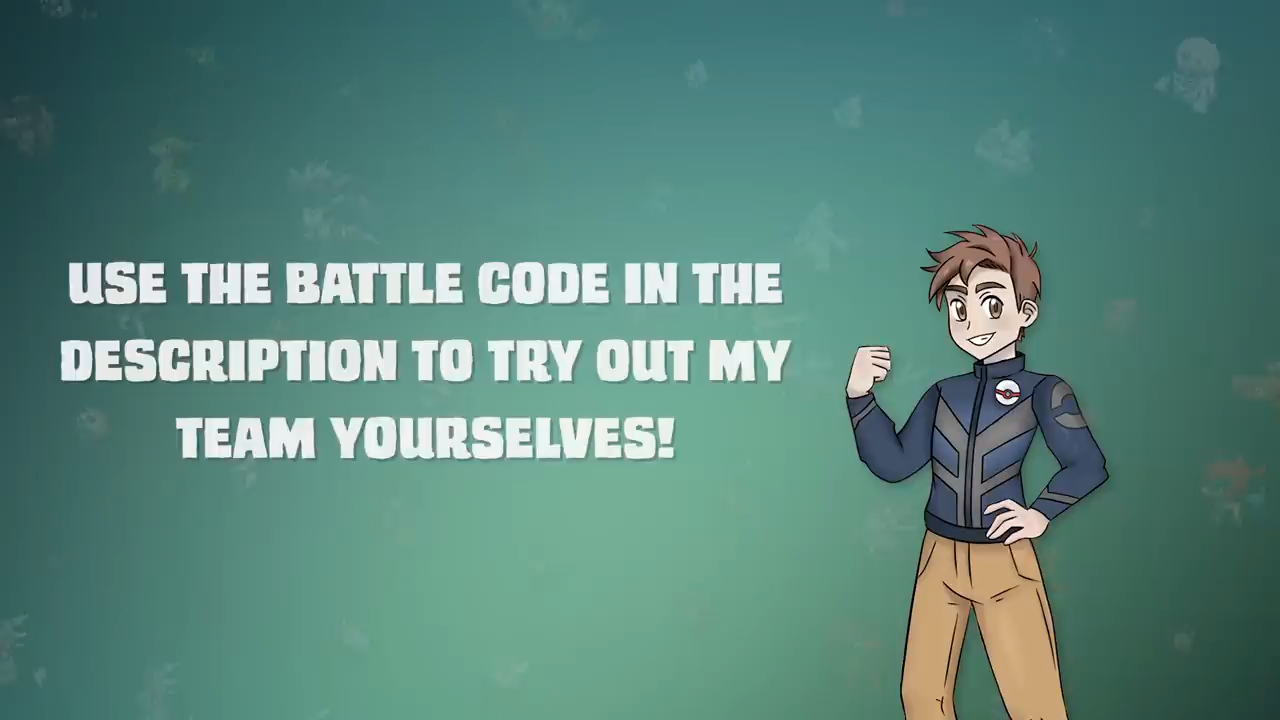 USE THE BATTLE CODE IN THE
DESCRIPTION TO TRY OUT MY
TEAM YOURSELVES!